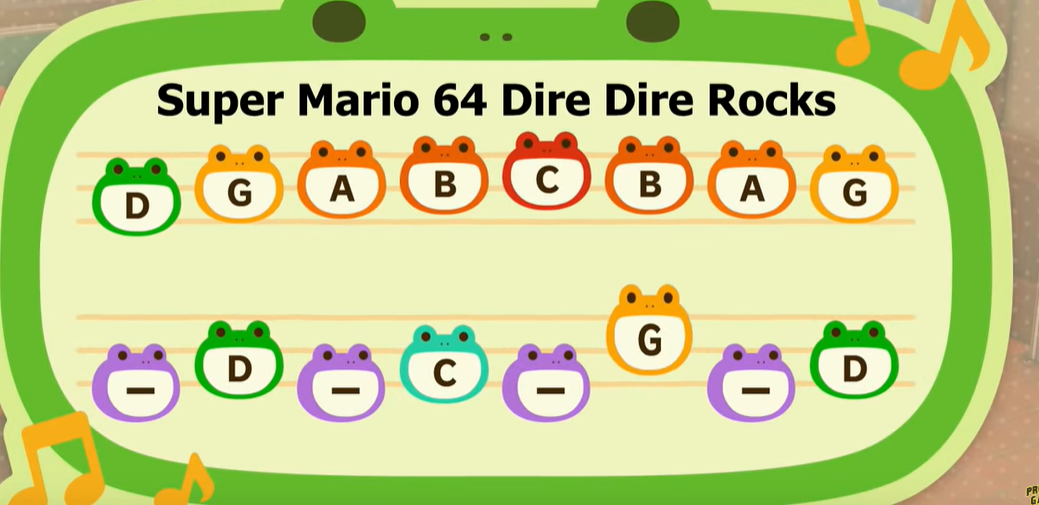 Super Mario 64 Dire Dire Rocks
D G A B C B A G
– D – C – G – D